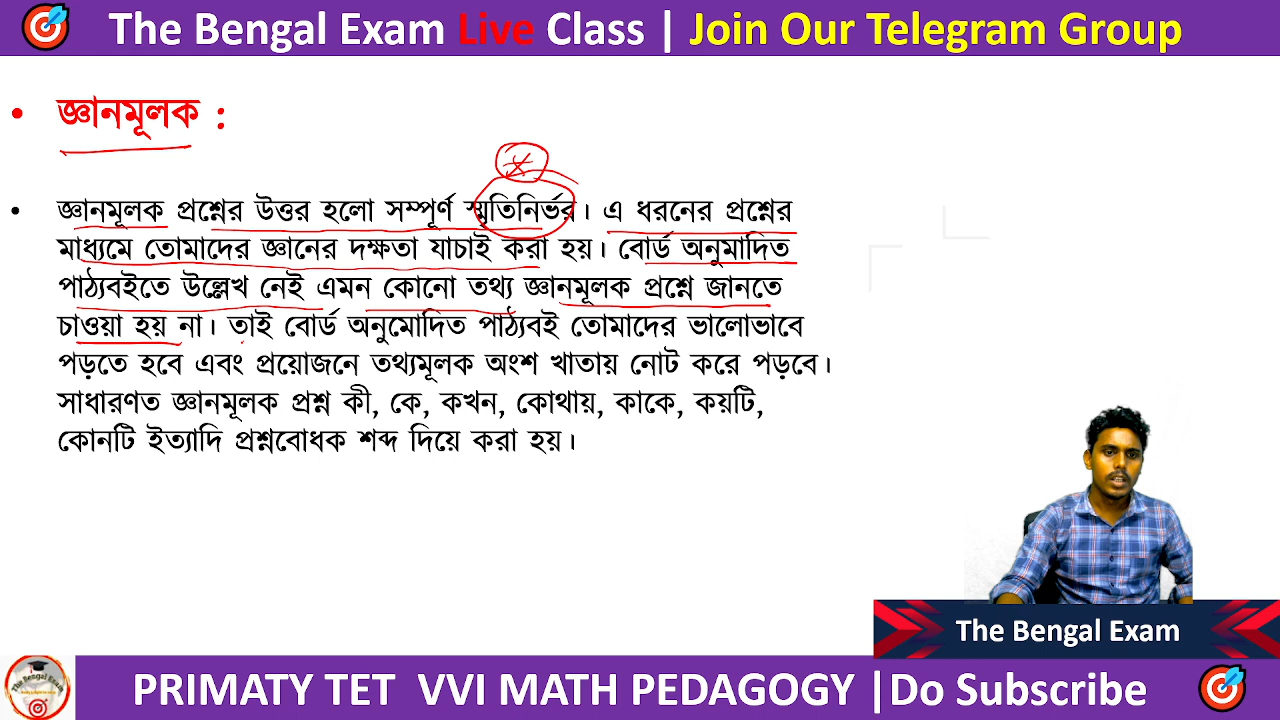 The Bengal Exam Live Class | Join Our Telegram Group
• জ্ঞানমূলক :
• জ্ঞানমূলক প্রশ্নের উত্তর হলো সম্পূর্ণ স্মৃতিনির্ভর। এ ধরনের প্রশ্নের
মাধ্যমে তোমাদের জ্ঞানের দক্ষতা যাচাই করা হয়। বোর্ড অনুমাদিত
পাঠ্যবইতে উল্লেখ নেই এমন কোনো তথ্য জ্ঞানমূলক প্রশ্নে জানতে
চাওয়া হয় না। তাই বোর্ড অনুমোদিত পাঠ্যবই তোমাদের ভালোভাবে
পড়তে হবে এবং প্রয়োজনে তথ্যমূলক অংশ খাতায় নোট করে পড়বে।
সাধারণত জ্ঞানমূলক প্রশ্ন কী, কে, কখন, কোথায়, কাকে, কয়টি,
কোনটি ইত্যাদি প্রশ্নবোধক শব্দ দিয়ে করা হয়।
The Bengal Exam
PRIMATY TET VVI MATH PEDAGOGY |Do Subscribe
The Bengal Exam